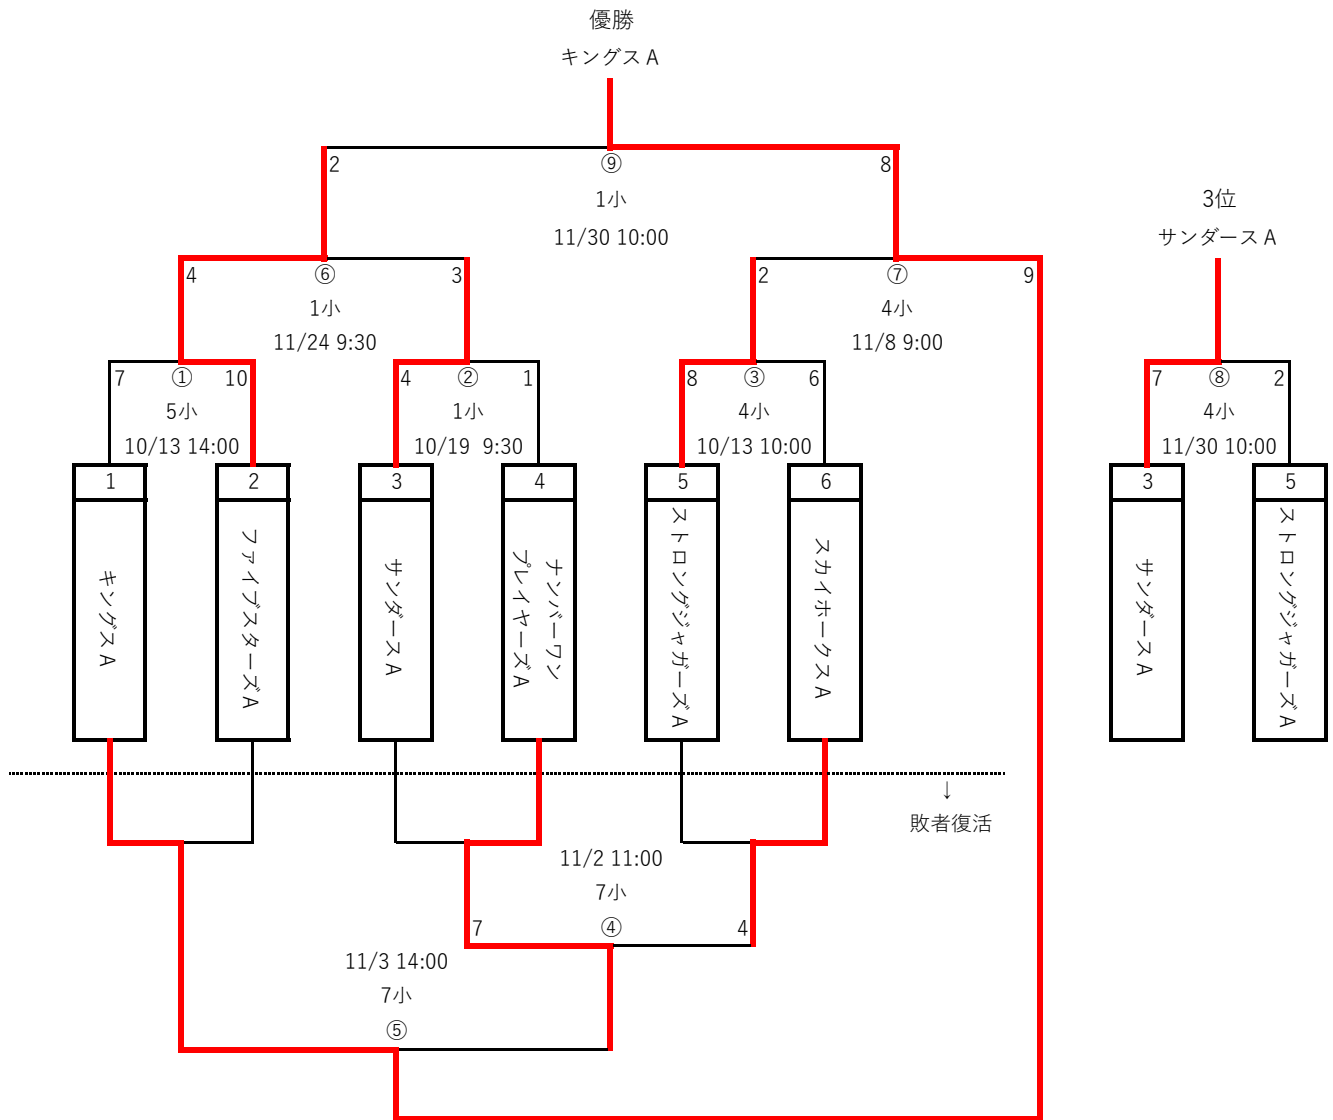 優勝
キングスA
2 ⑨ 8
1小
11/30 10:00
3位
サンダースA
4 ⑥ 3
1小
11/24 9:30
2 ⑦ 9
4小
11/8 9:00
7 ① 10
5小
10/13 14:00
4 ② 1
1小
10/19 9:30
8 ③ 6
4小
10/13 10:00
7 ⑧ 2
4小
11/30 10:00
1
キングスA
2
ファイブスターズA
3
サンダースA
4
ナンバーワン
プレイヤーズA
5
ストロングジャガーズA
6
スカイホークスA
3
サンダースA
5
ストロングジャガーズA
↓
敗者復活
11/2 11:00
7小
7 ④ 4
11/3 14:00
7小
⑤